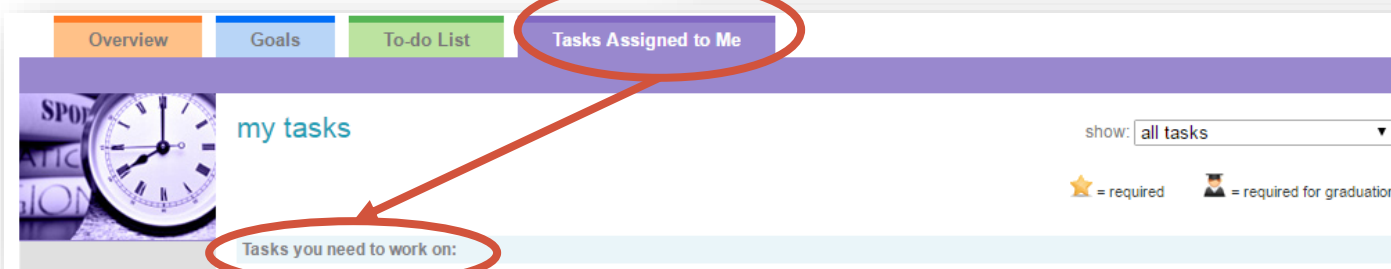 Overview Goals To-do List Tasks Assigned to Me
my tasks
show: all tasks
= required = required for graduation
Tasks you need to work on: